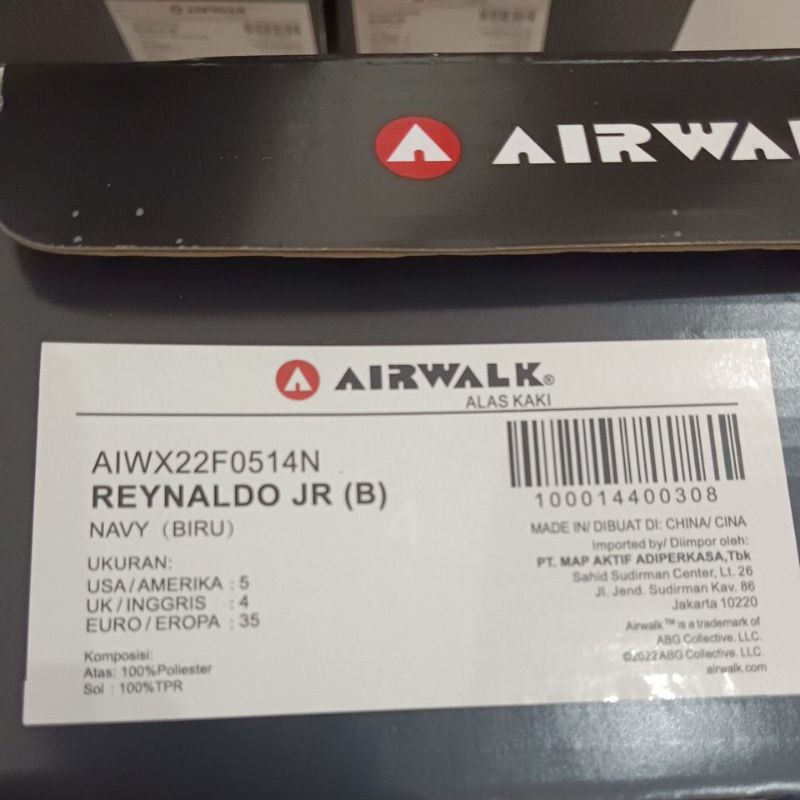 AIRWALK
AIRWA
AIRWALK®
ALAS KAKI
AIWX22F0514N
REYNALDO JR (B)
NAVY (BIRU)
UKURAN:
USA/AMERIKA : 5
UK/INGGRIS : 4
EURO/EROPA : 35
Komposisi:
Atas: 100%Poliester
Sol : 100%TPR
100014400308
MADE IN/ DIBUAT DI: CHINA/ CINA
Imported by/ Diimpor oleh:
PT. MAP AKTIF ADIPERKASA,Tbk
Sahid Sudirman Center, Lt. 26
Jl. Jend. Sudirman Kav. 86
Jakarta 10220
Airwalk™ is a trademark of
ABG Collective. LLC.
©2022 ABG Collective. LLC.
airwalk.com